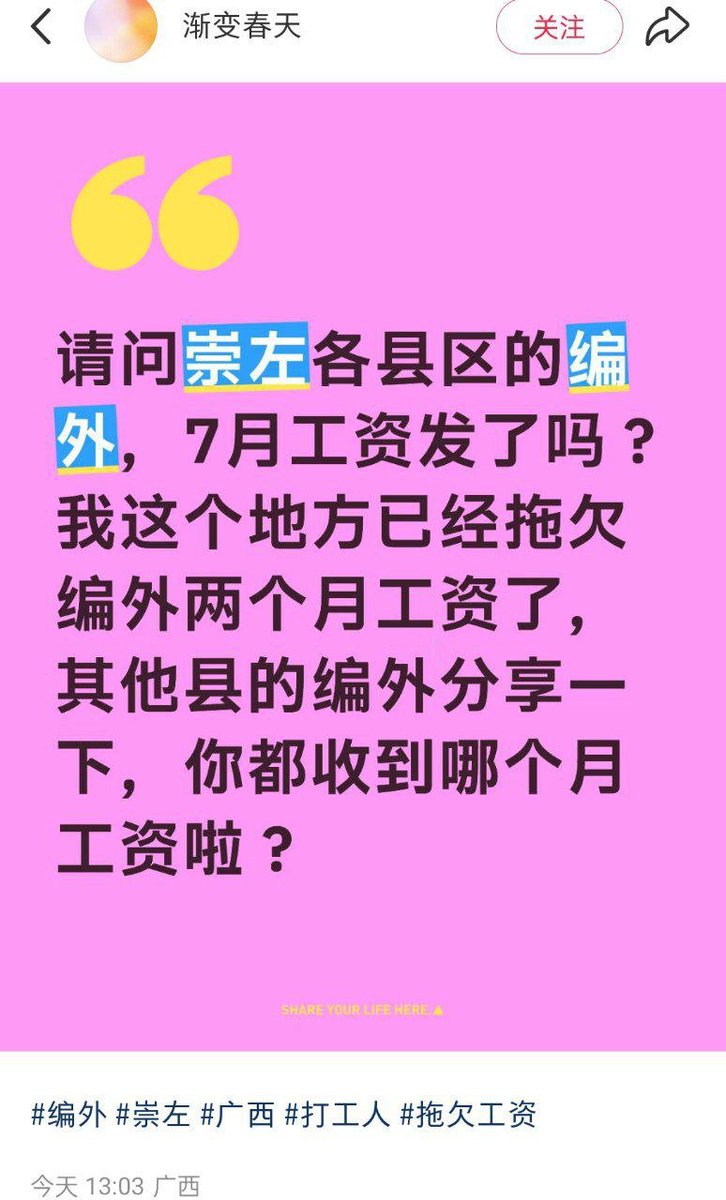 渐变春天
关注
请问崇左各县区的编
外，7月工资发了吗？
我这个地方已经拖欠
编外两个月工资了，
其他县的编外分享一
下，你都收到哪个月
工资啦？
SHARE YOUR LIFE HERE.▲
#编外 #崇左 #广西 #打工人 #拖欠工资
今天 13:03 广西